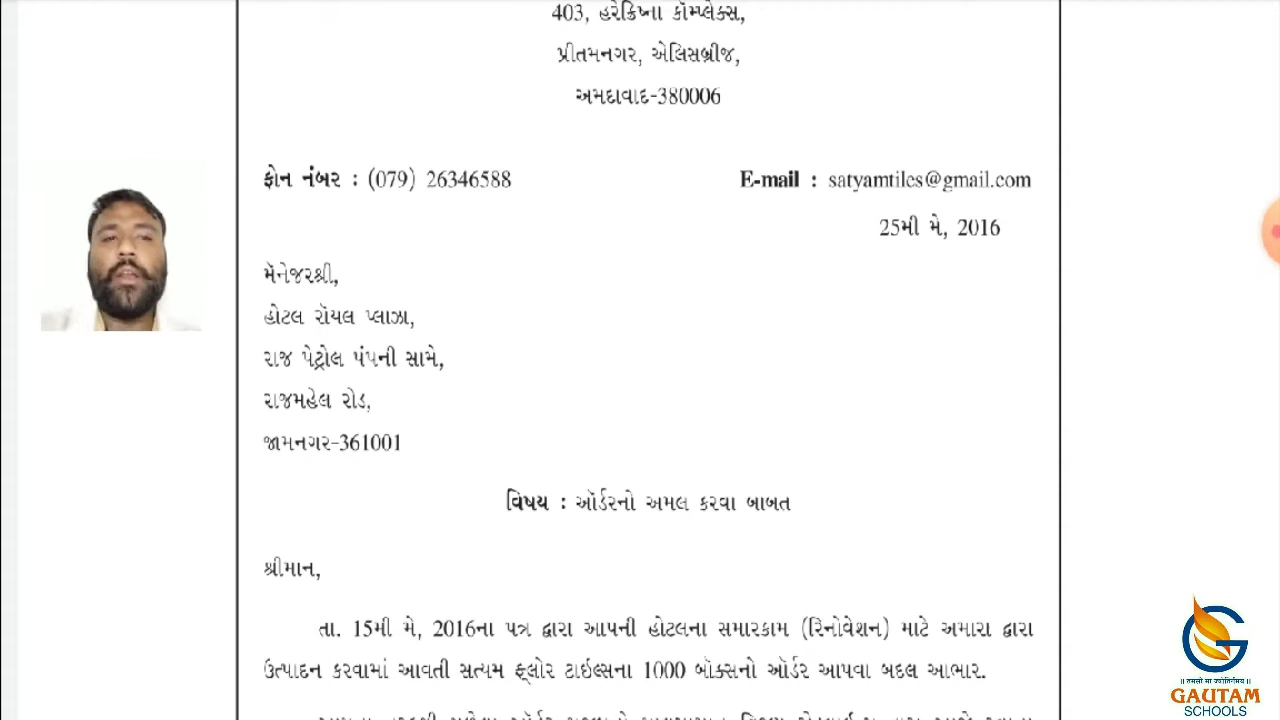 403, હરેક્રિષ્ના કૉમ્પ્લેક્સ,
પ્રીતમનગર, એલિસબ્રીજ,
અમદાવાદ-380006
ફોન નંબર : (079) 26346588
E-mail : satyamtiles@gmail.com
25મી મે, 2016
મૅનેજરશ્રી,
હોટલ રૉયલ પ્લાઝા,
રાજ પેટ્રોલ પંપની સામે,
રાજમહેલ રોડ,
જામનગર-361001
વિષય : ઑર્ડરનો અમલ કરવા બાબત
શ્રીમાન,
તા. 15મી મે, 2016ના પત્ર દ્વારા આપની હોટલના સમારકામ (રિનોવેશન) માટે અમારા દ્વારા
ઉત્પાદન કરવામાં આવતી સત્યમ ફ્લોર ટાઇલ્સના 1000 બૉક્સનો ઑર્ડર આપવા બદલ આભાર.
॥ તમસો મા જ્યોતિર્ગમય ॥
GAUTAM
SCHOOLS